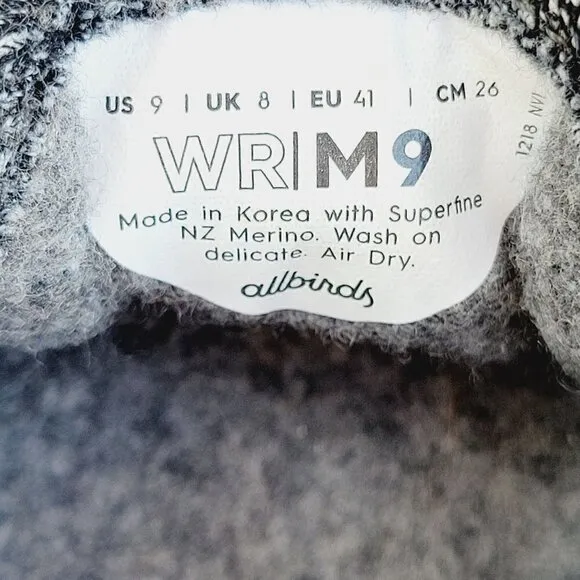 US 9 | UK 8 | EU 41 | CM 26
1218 NVI
WR|M9
Made in Korea with Superfine
NZ Merino. Wash on
delicate. Air Dry.
allbirds